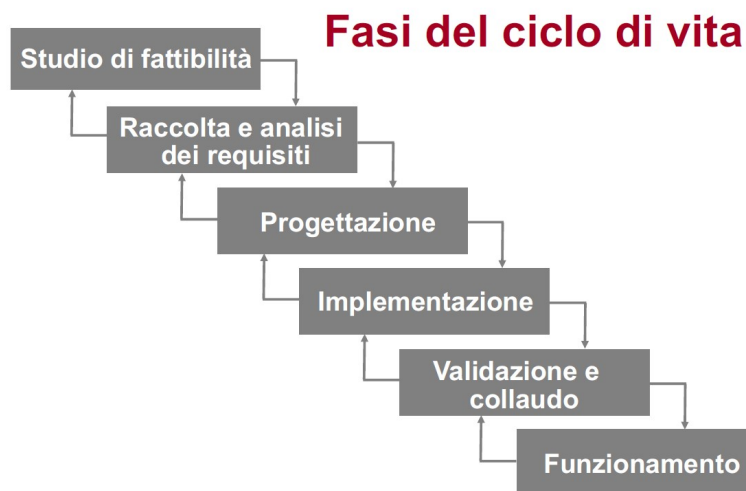 Fasi del ciclo di vita
Studio di fattibilità
Raccolta e analisi
dei requisiti
Progettazione
Implementazione
Validazione e
collaudo
Funzionamento